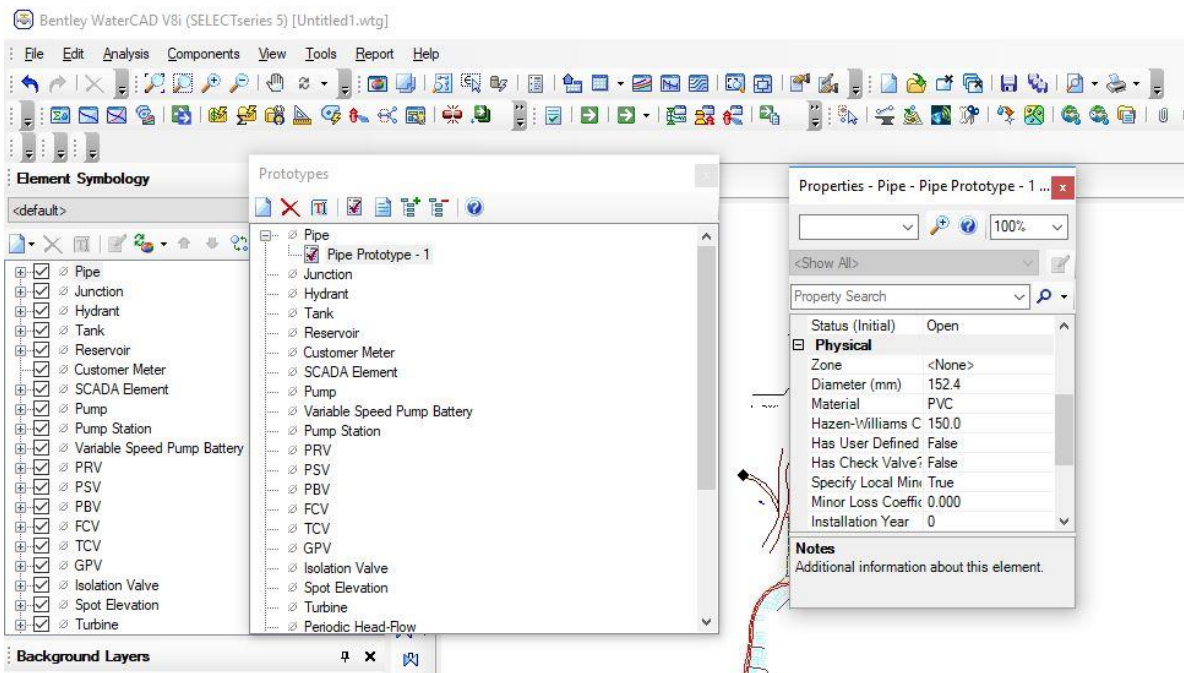 Bentley WaterCAD V8i (SELECTseries 5) [Untitled1.wtg]
File Edit Analysis Components View Tools Report Help
Element Symbology
<default>
Pipe
Junction
Hydrant
Tank
Reservoir
Customer Meter
SCADA Element
Pump
Pump Station
Variable Speed Pump Battery
PRV
PSV
PBV
FCV
TCV
GPV
Isolation Valve
Spot Elevation
Turbine
Background Layers
Prototypes
Pipe
Pipe Prototype - 1
Junction
Hydrant
Tank
Reservoir
Customer Meter
SCADA Element
Pump
Variable Speed Pump Battery
Pump Station
PRV
PSV
PBV
FCV
TCV
GPV
Isolation Valve
Spot Elevation
Turbine
Periodic Head-Flow
Properties - Pipe - Pipe Prototype - 1 ...
100%
<Show All>
Property Search
Status (Initial) Open
Physical
Zone <None>
Diameter (mm) 152.4
Material PVC
Hazen-Williams C 150.0
Has User Defined False
Has Check Valve? False
Specify Local Mino True
Minor Loss Coeffic 0.000
Installation Year 0
Notes
Additional information about this element.